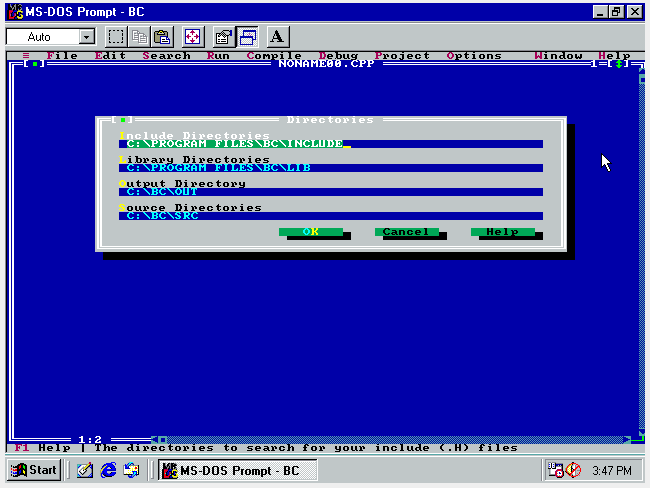 MS-DOS Prompt - BC
Auto
A
≡ File Edit Search Run Compile Debug Project Options Window Help
NONAME00.CPP 1
Directories
Include Directories
C:\PROGRAM FILES\BC\INCLUDE
Library Directories
C:\PROGRAM FILES\BC\LIB
Output Directory
C:\BC\OUT
Source Directories
C:\BC\SRC
OK Cancel Help
1:2
F1 Help | The directories to search for your include (.H) files
Start MS-DOS Prompt - BC 3:47 PM